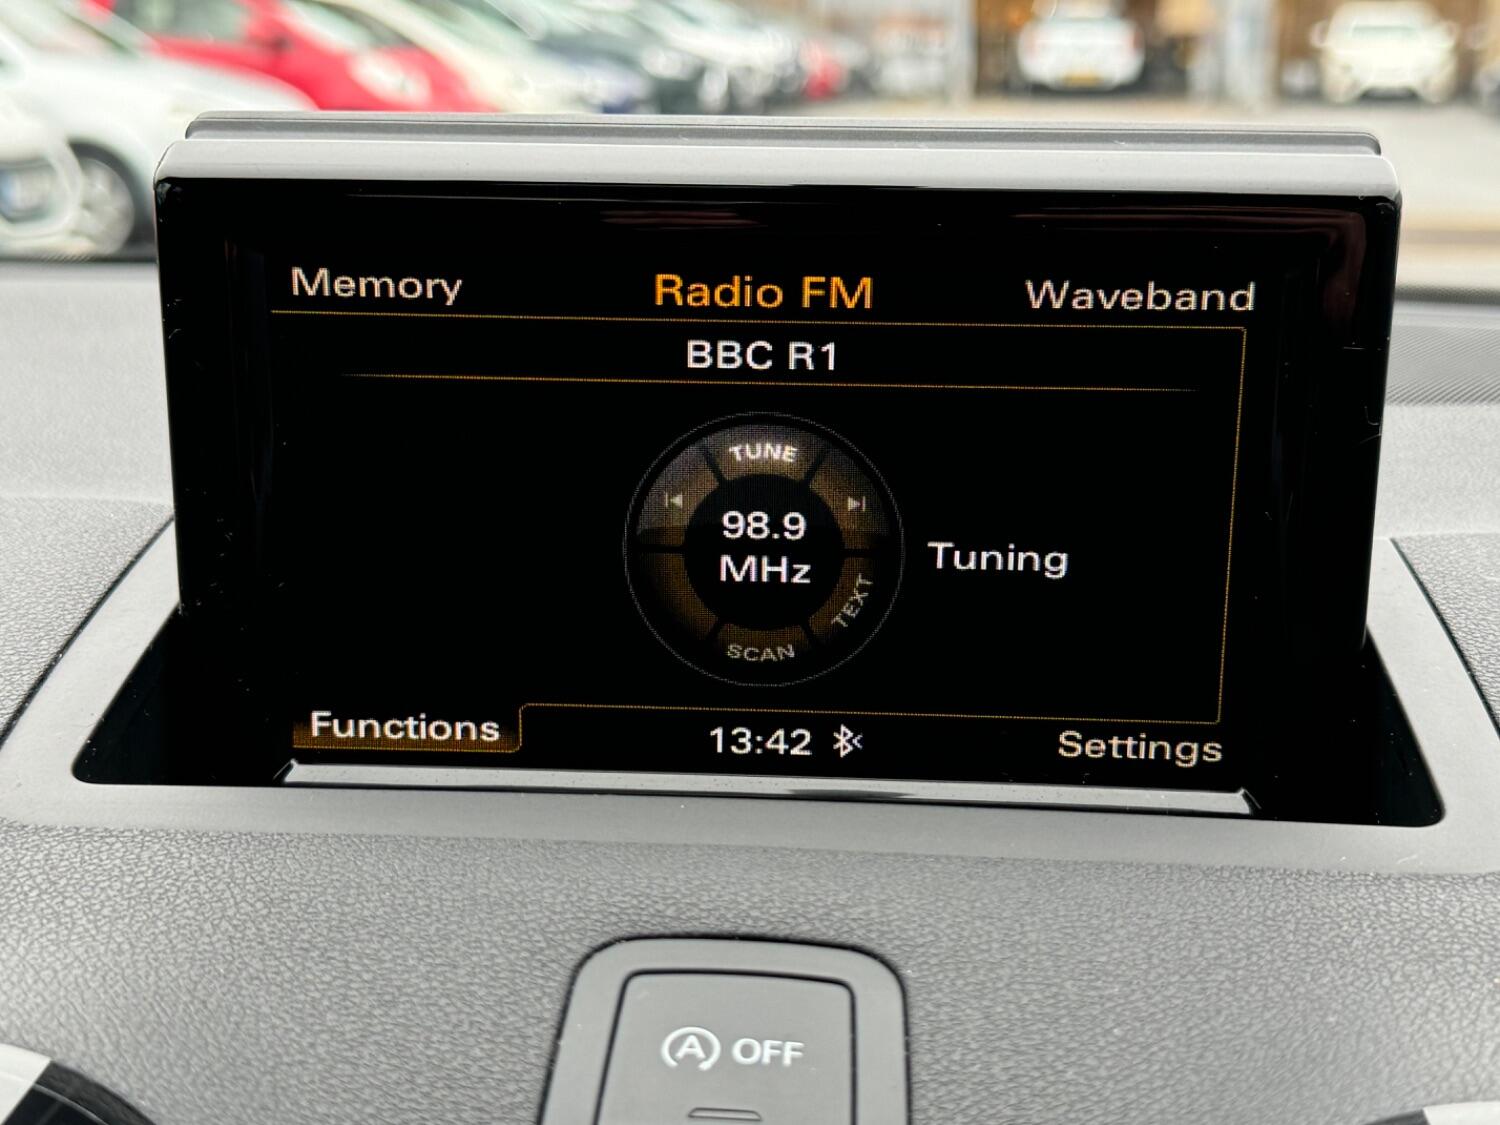 Memory Radio FM Waveband
BBC R1
TUNE
98.9
MHz
Tuning
TEXT
SCAN
Functions 13:42 Settings
A OFF